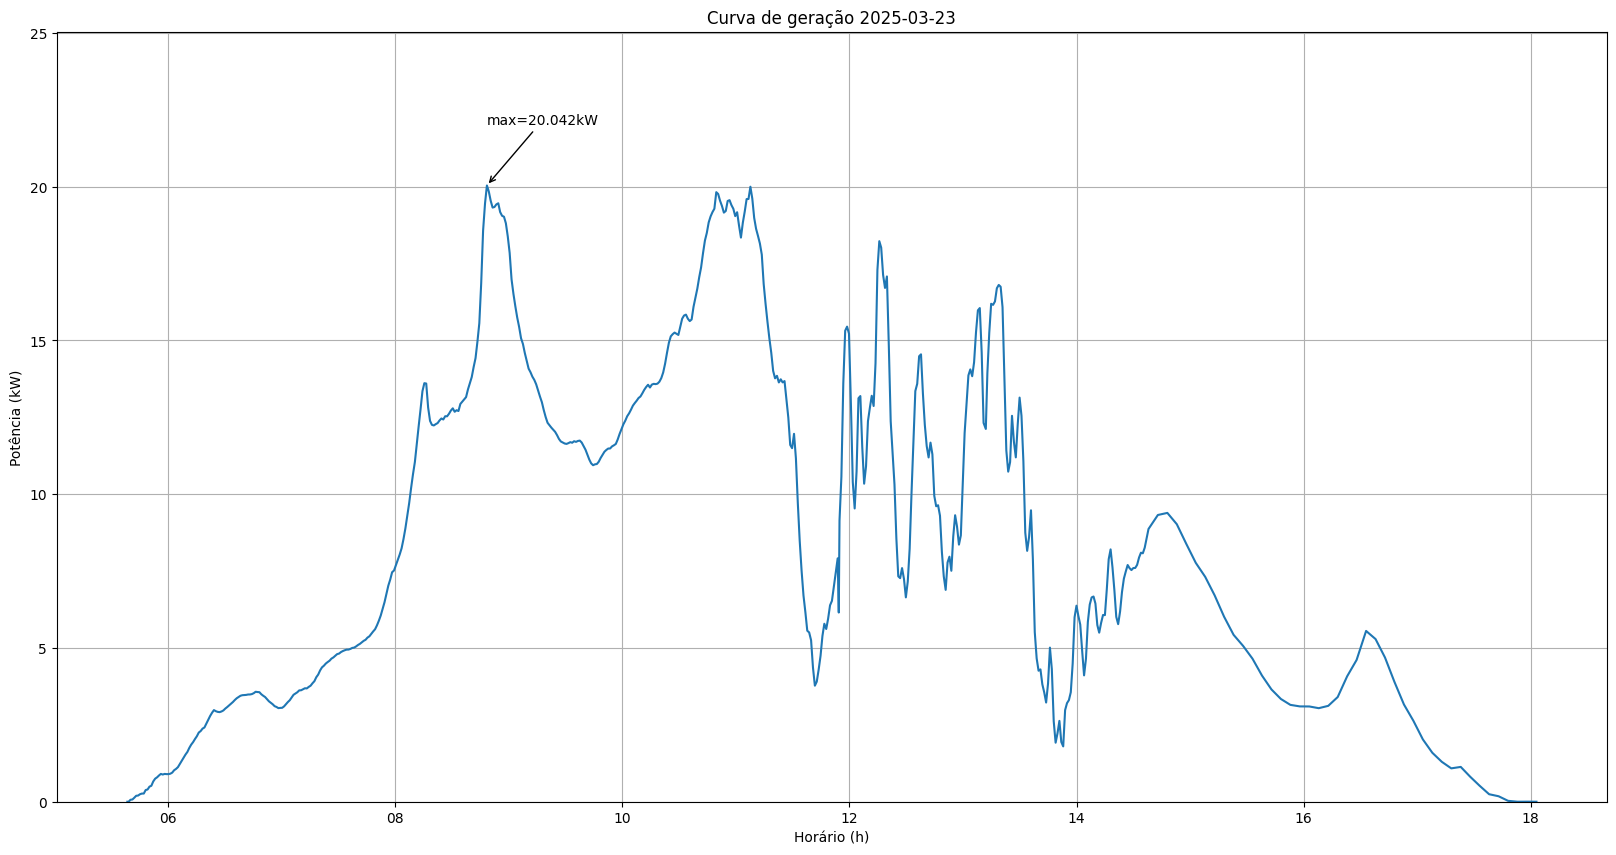 Curva de geração 2025-03-23
25
max=20.042kW
20
15
Potência (kW)
10
5
0
06 08 10 12 14 16 18
Horário (h)